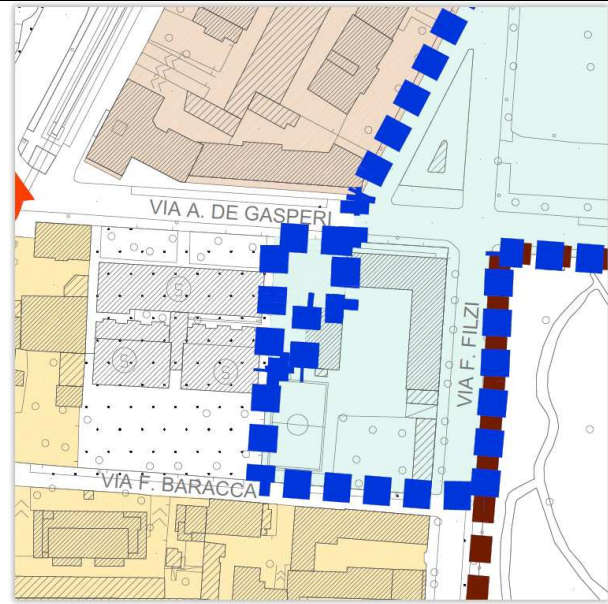 VIA A. DE GASPERI
S
VIA F. FILZI
S
S
VIA F. BARACCA